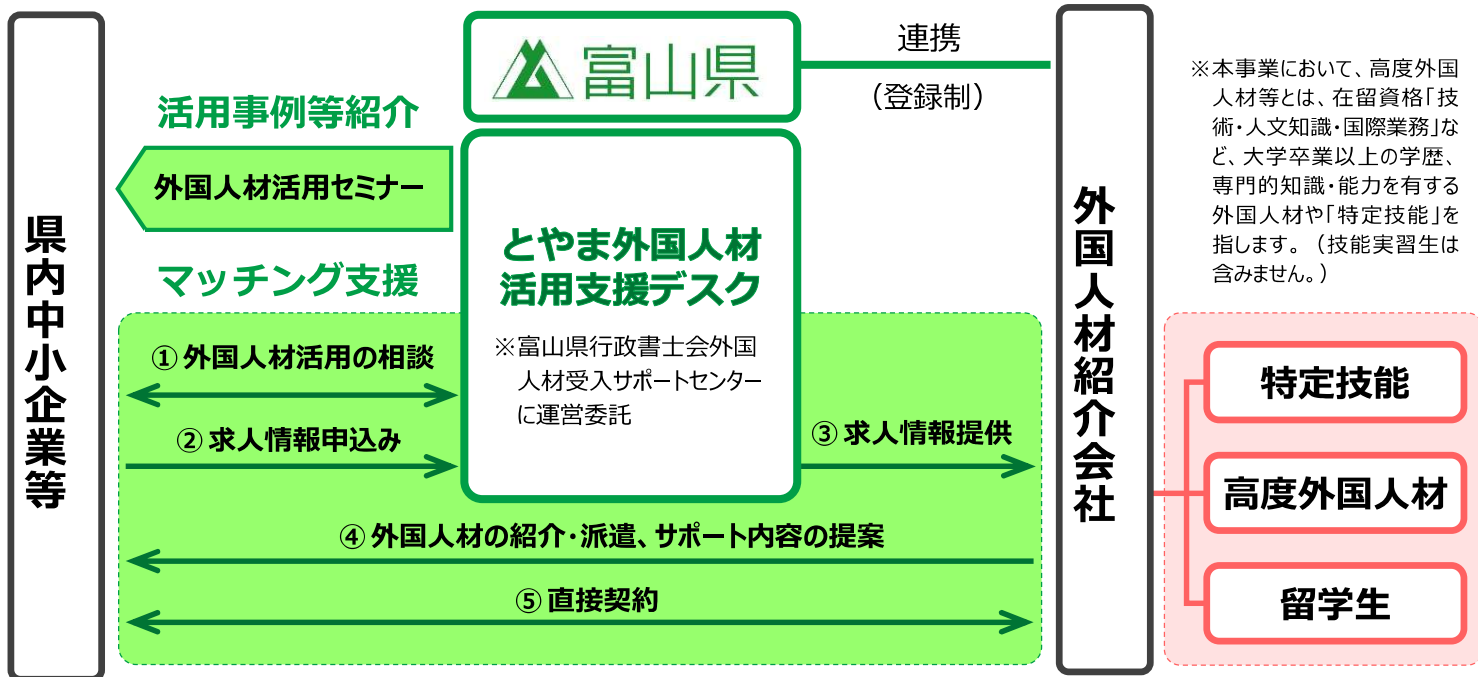 富山県
連携
（登録制）
※本事業において、高度外国
人材等とは、在留資格「技
術・人文知識・国際業務」な
ど、大学卒業以上の学歴、
専門的知識・能力を有する
外国人材や「特定技能」を
指します。（技能実習生は
含みません。）
活用事例等紹介
外国人材活用セミナー
県内中小企業等
とやま外国人材
活用支援デスク
※富山県行政書士会外国
人材受入サポートセンター
に運営委託
外国人材紹介会社
マッチング支援
①外国人材活用の相談
②求人情報申込み
③求人情報提供
④外国人材の紹介・派遣、サポート内容の提案
⑤直接契約
特定技能
高度外国人材
留学生